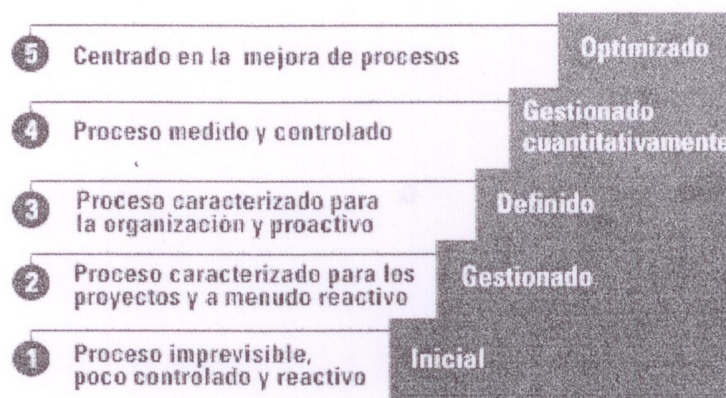 5 Centrado en la mejora de procesos
Optimizado
4 Proceso medido y controlado
Gestionado
cuantitativamente
3 Proceso caracterizado para
la organización y proactivo
Definido
2 Proceso caracterizado para los
proyectos y a menudo reactivo
Gestionado
1 Proceso imprevisible,
poco controlado y reactivo
Inicial